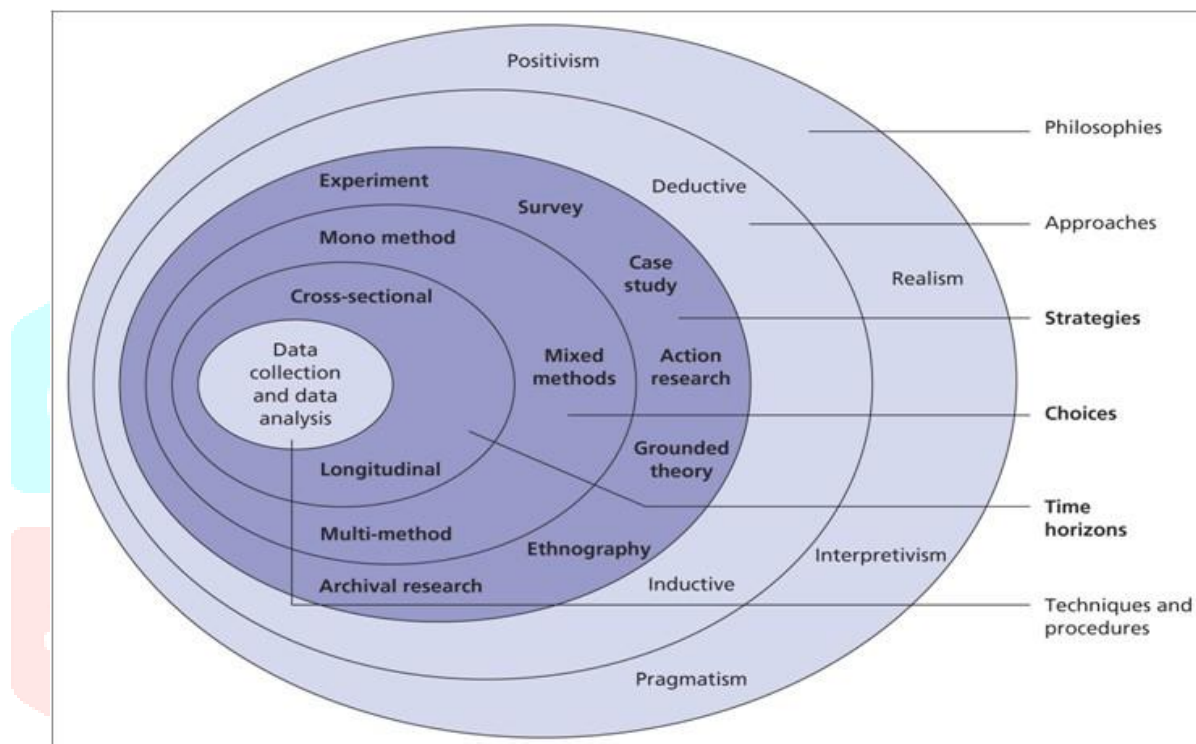 Positivism
Philosophies
Experiment
Deductive
Survey
Approaches
Mono method
Case
study
Realism
Cross-sectional
Strategies
Data
collection
and data
analysis
Mixed
methods
Action
research
Choices
Grounded
theory
Longitudinal
Time
horizons
Multi-method
Ethnography
Interpretivism
Archival research
Inductive
Techniques and
procedures
Pragmatism